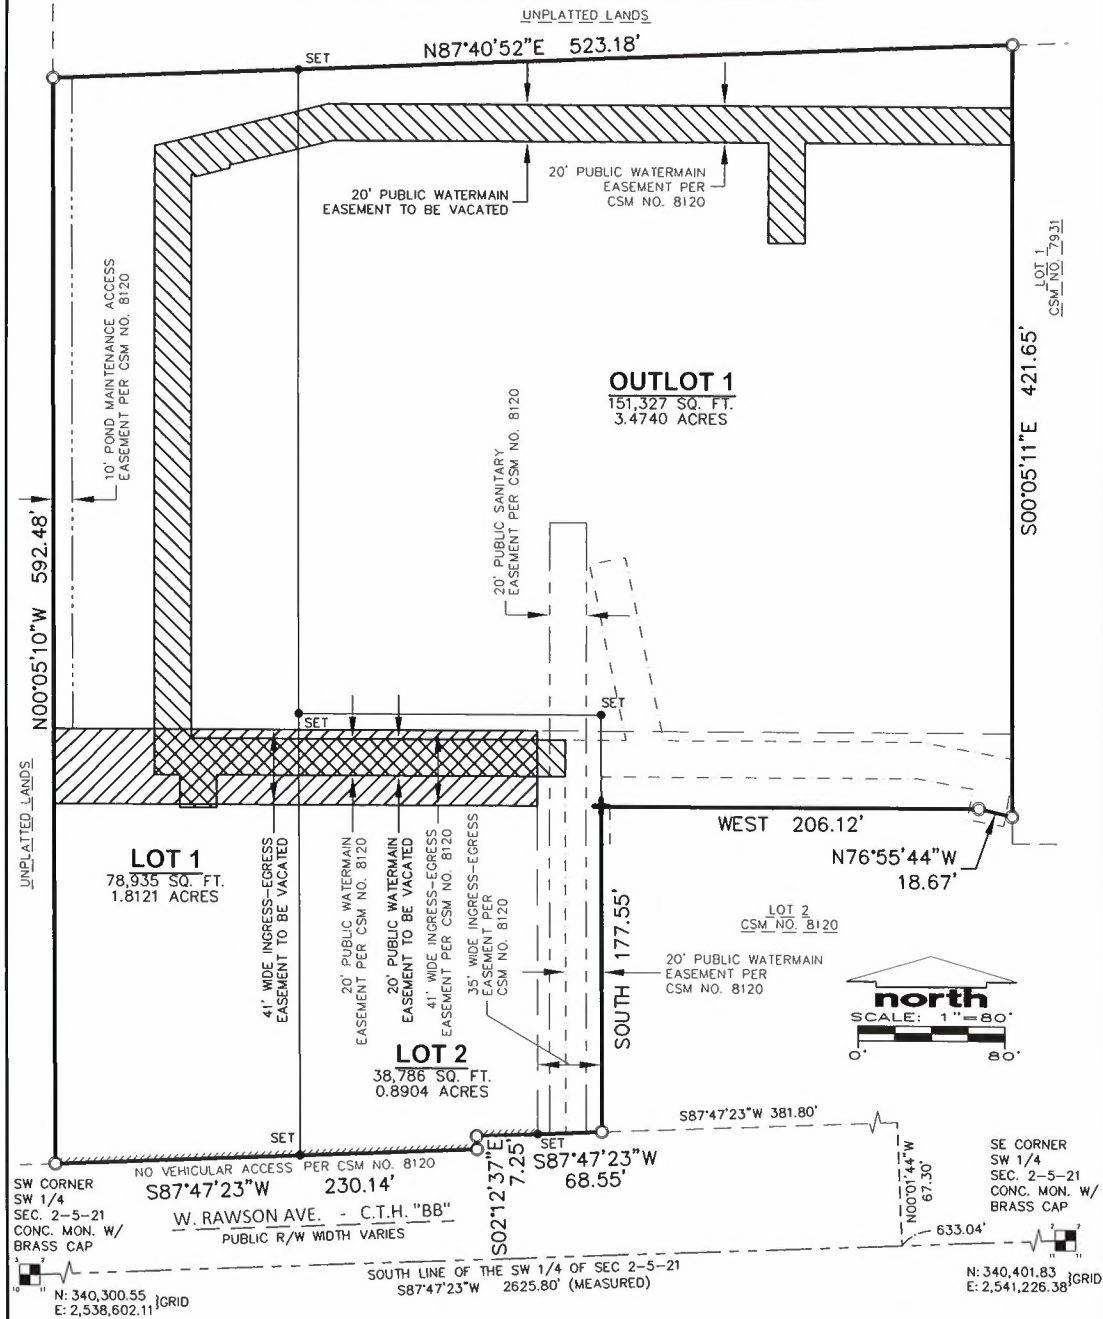 UNPLATTED LANDS
N87°40'52"E 523.18'
SET
20' PUBLIC WATERMAIN
EASEMENT TO BE VACATED
20' PUBLIC WATERMAIN
EASEMENT PER
CSM NO. 8120
LOT 1
CSM NO. 7931
10' POND MAINTENANCE ACCESS
EASEMENT PER CSM NO. 8120
OUTLOT 1
151,327 SQ. FT.
3.4740 ACRES
S00°05'11"E 421.65'
20' PUBLIC SANITARY
EASEMENT PER CSM NO. 8120
N00°05'10"W 592.48'
SET
SET
UNPLATTED LANDS
LOT 1
78,935 SQ. FT.
1.8121 ACRES
41' WIDE INGRESS-EGRESS
EASEMENT TO BE VACATED
20' PUBLIC WATERMAIN
EASEMENT PER CSM NO. 8120
20' PUBLIC WATERMAIN
EASEMENT TO BE VACATED
41' WIDE INGRESS-EGRESS
EASEMENT PER CSM NO. 8120
35' WIDE INGRESS-EGRESS
EASEMENT PER
CSM NO. 8120
WEST 206.12'
N76°55'44"W
18.67'
SOUTH 177.55'
LOT 2
CSM NO. 8120
20' PUBLIC WATERMAIN
EASEMENT PER
CSM NO. 8120
north
SCALE: 1"=80'
0' 80'
LOT 2
38,786 SQ. FT.
0.8904 ACRES
SET
SET
NO VEHICULAR ACCESS PER CSM NO. 8120
S87°47'23"W 230.14'
S02°12'37"E
7.25'
S87°47'23"W
68.55'
S87°47'23"W 381.80'
N00°01'44"W
67.30'
633.04'
W. RAWSON AVE. - C.T.H. "BB"
PUBLIC R/W WIDTH VARIES
SW CORNER
SW 1/4
SEC. 2-5-21
CONC. MON. W/
BRASS CAP
3 2
10 11
N: 340,300.55
E: 2,538,602.11
GRID
SOUTH LINE OF THE SW 1/4 OF SEC 2-5-21
S87°47'23"W 2625.80' (MEASURED)
SE CORNER
SW 1/4
SEC. 2-5-21
CONC. MON. W/
BRASS CAP
2 2
11 11
N: 340,401.83
E: 2,541,226.38
GRID